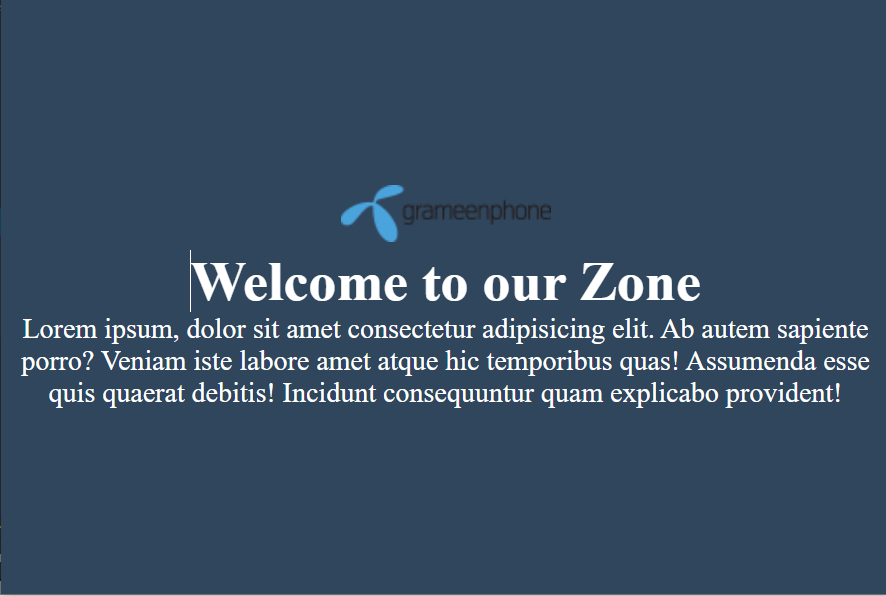 grameenphone
Welcome to our Zone
Lorem ipsum, dolor sit amet consectetur adipisicing elit. Ab autem sapiente
porro? Veniam iste labore amet atque hic temporibus quas! Assumenda esse
quis quaerat debitis! Incidunt consequuntur quam explicabo provident!